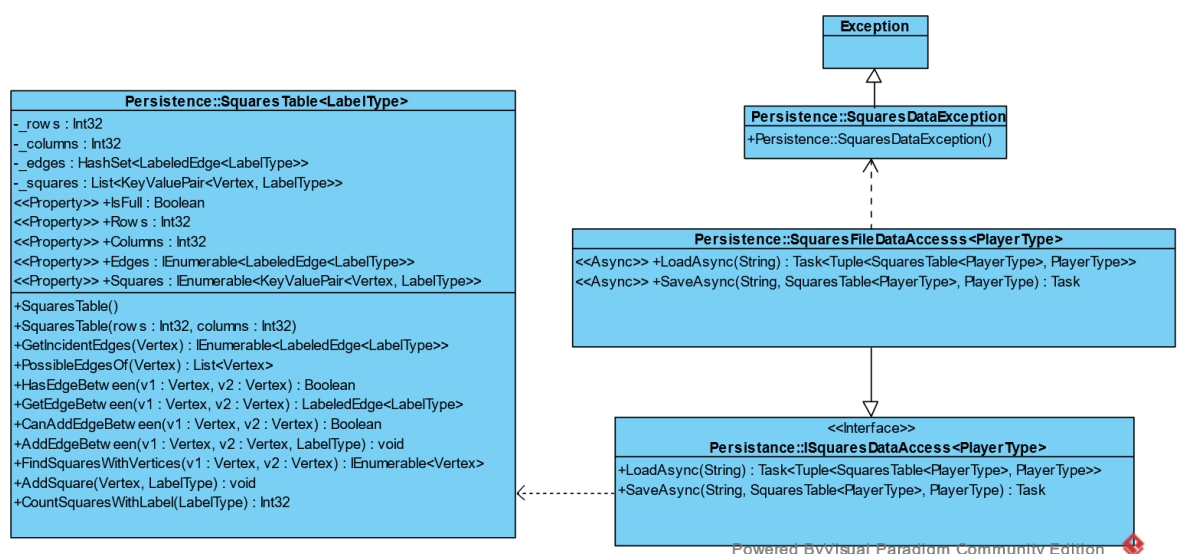 Exception
Persistence::SquaresDataException
+Persistence::SquaresDataException()
Persistence::SquaresTable<LabelType>
-_rows : Int32
-_columns : Int32
-_edges : HashSet<LabeledEdge<LabelType>>
-_squares : List<KeyValuePair<Vertex, LabelType>>
<<Property>> +IsFull : Boolean
<<Property>> +Rows : Int32
<<Property>> +Columns : Int32
<<Property>> +Edges : IEnumerable<LabeledEdge<LabelType>>
<<Property>> +Squares : IEnumerable<KeyValuePair<Vertex, LabelType>>
+SquaresTable()
+SquaresTable(rows : Int32, columns : Int32)
+GetIncidentEdges(Vertex) : IEnumerable<LabeledEdge<LabelType>>
+PossibleEdgesOf(Vertex) : List<Vertex>
+HasEdgeBetween(v1 : Vertex, v2 : Vertex) : Boolean
+GetEdgeBetween(v1 : Vertex, v2 : Vertex) : LabeledEdge<LabelType>
+CanAddEdgeBetween(v1 : Vertex, v2 : Vertex) : Boolean
+AddEdgeBetween(v1 : Vertex, v2 : Vertex, LabelType) : void
+FindSquaresWithVertices(v1 : Vertex, v2 : Vertex) : IEnumerable<Vertex>
+AddSquare(Vertex, LabelType) : void
+CountSquaresWithLabel(LabelType) : Int32
Persistence::SquaresFileDataAccesss<PlayerType>
<<Async>> +LoadAsync(String) : Task<Tuple<SquaresTable<PlayerType>, PlayerType>>
<<Async>> +SaveAsync(String, SquaresTable<PlayerType>, PlayerType) : Task
<<Interface>>
Persistance::ISquaresDataAccess<PlayerType>
+LoadAsync(String) : Task<Tuple<SquaresTable<PlayerType>, PlayerType>>
+SaveAsync(String, SquaresTable<PlayerType>, PlayerType) : Task
Powered By Visual Paradigm Community Edition